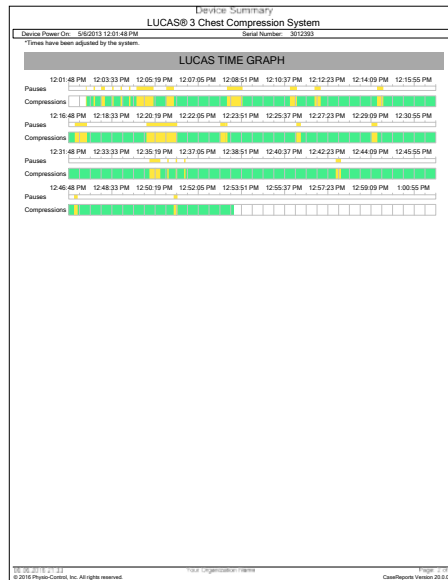 Device Summary
LUCAS® 3 Chest Compression System
Device Power On: 5/6/2013 12:01:48 PM Serial Number: 3012393
*Times have been adjusted by the system.
LUCAS TIME GRAPH
12:01:48 PM 12:03:33 PM 12:05:19 PM 12:07:05 PM 12:08:51 PM 12:10:37 PM 12:12:23 PM 12:14:09 PM 12:15:55 PM
Pauses
Compressions
12:16:48 PM 12:18:33 PM 12:20:19 PM 12:22:05 PM 12:23:51 PM 12:25:37 PM 12:27:23 PM 12:29:09 PM 12:30:55 PM
Pauses
Compressions
12:31:48 PM 12:33:33 PM 12:35:19 PM 12:37:05 PM 12:38:51 PM 12:40:37 PM 12:42:23 PM 12:44:09 PM 12:45:55 PM
Pauses
Compressions
12:46:48 PM 12:48:33 PM 12:50:19 PM 12:52:05 PM 12:53:51 PM 12:55:37 PM 12:57:23 PM 12:59:09 PM 1:00:55 PM
Pauses
Compressions
Your Organization Name Page
© 2016 Physio-Control, Inc. All rights reserved. CaseReports Version 20.0.